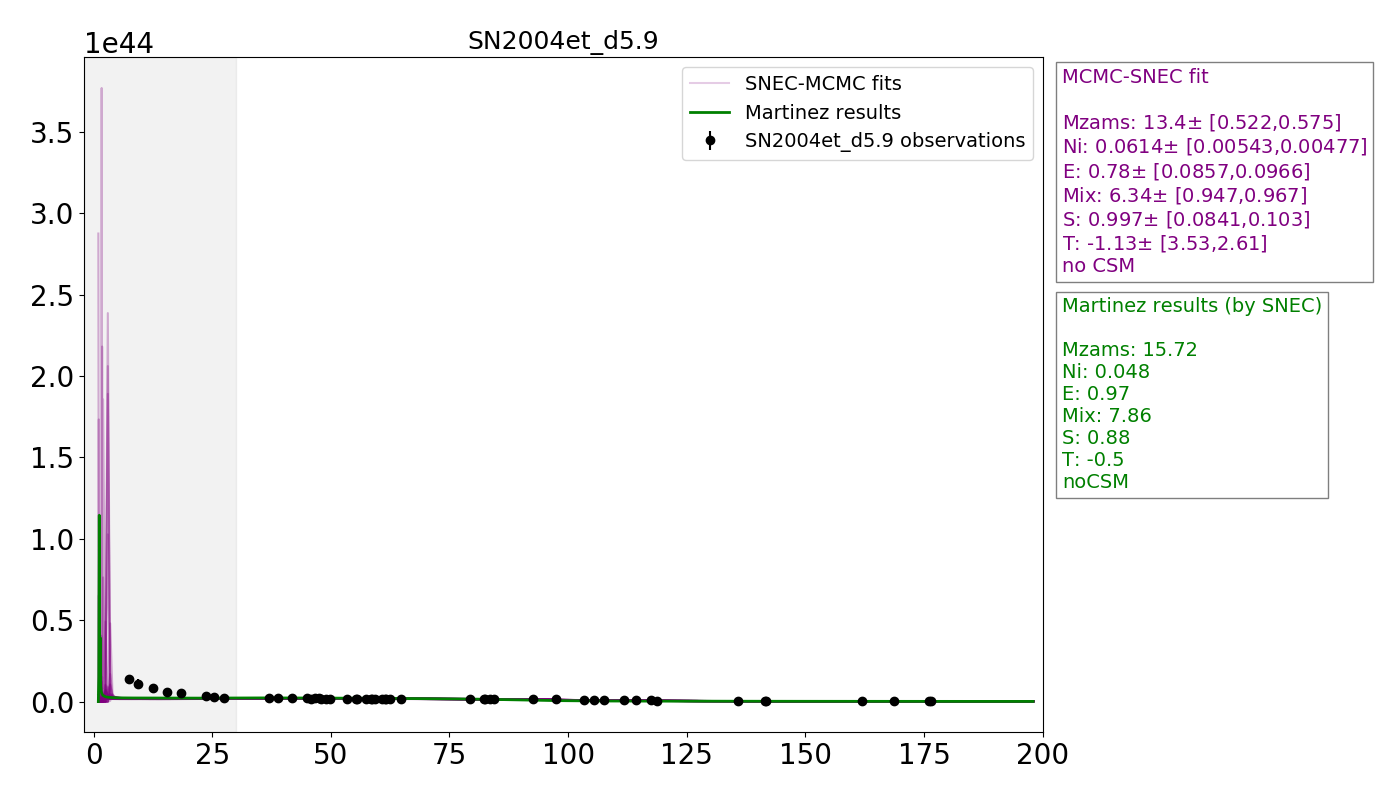 1e44
SN2004et_d5.9
SNEC-MCMC fits
Martinez results
SN2004et_d5.9 observations
3.5
3.0
2.5
2.0
1.5
1.0
0.5
0.0
0
25
50
75
100
125
150
175
200
MCMC-SNEC fit
Mzams: 13.4± [0.522,0.575]
Ni: 0.0614± [0.00543,0.00477]
E: 0.78± [0.0857,0.0966]
Mix: 6.34± [0.947,0.967]
S: 0.997± [0.0841,0.103]
T: -1.13± [3.53,2.61]
no CSM
Martinez results (by SNEC)
Mzams: 15.72
Ni: 0.048
E: 0.97
Mix: 7.86
S: 0.88
T: -0.5
noCSM